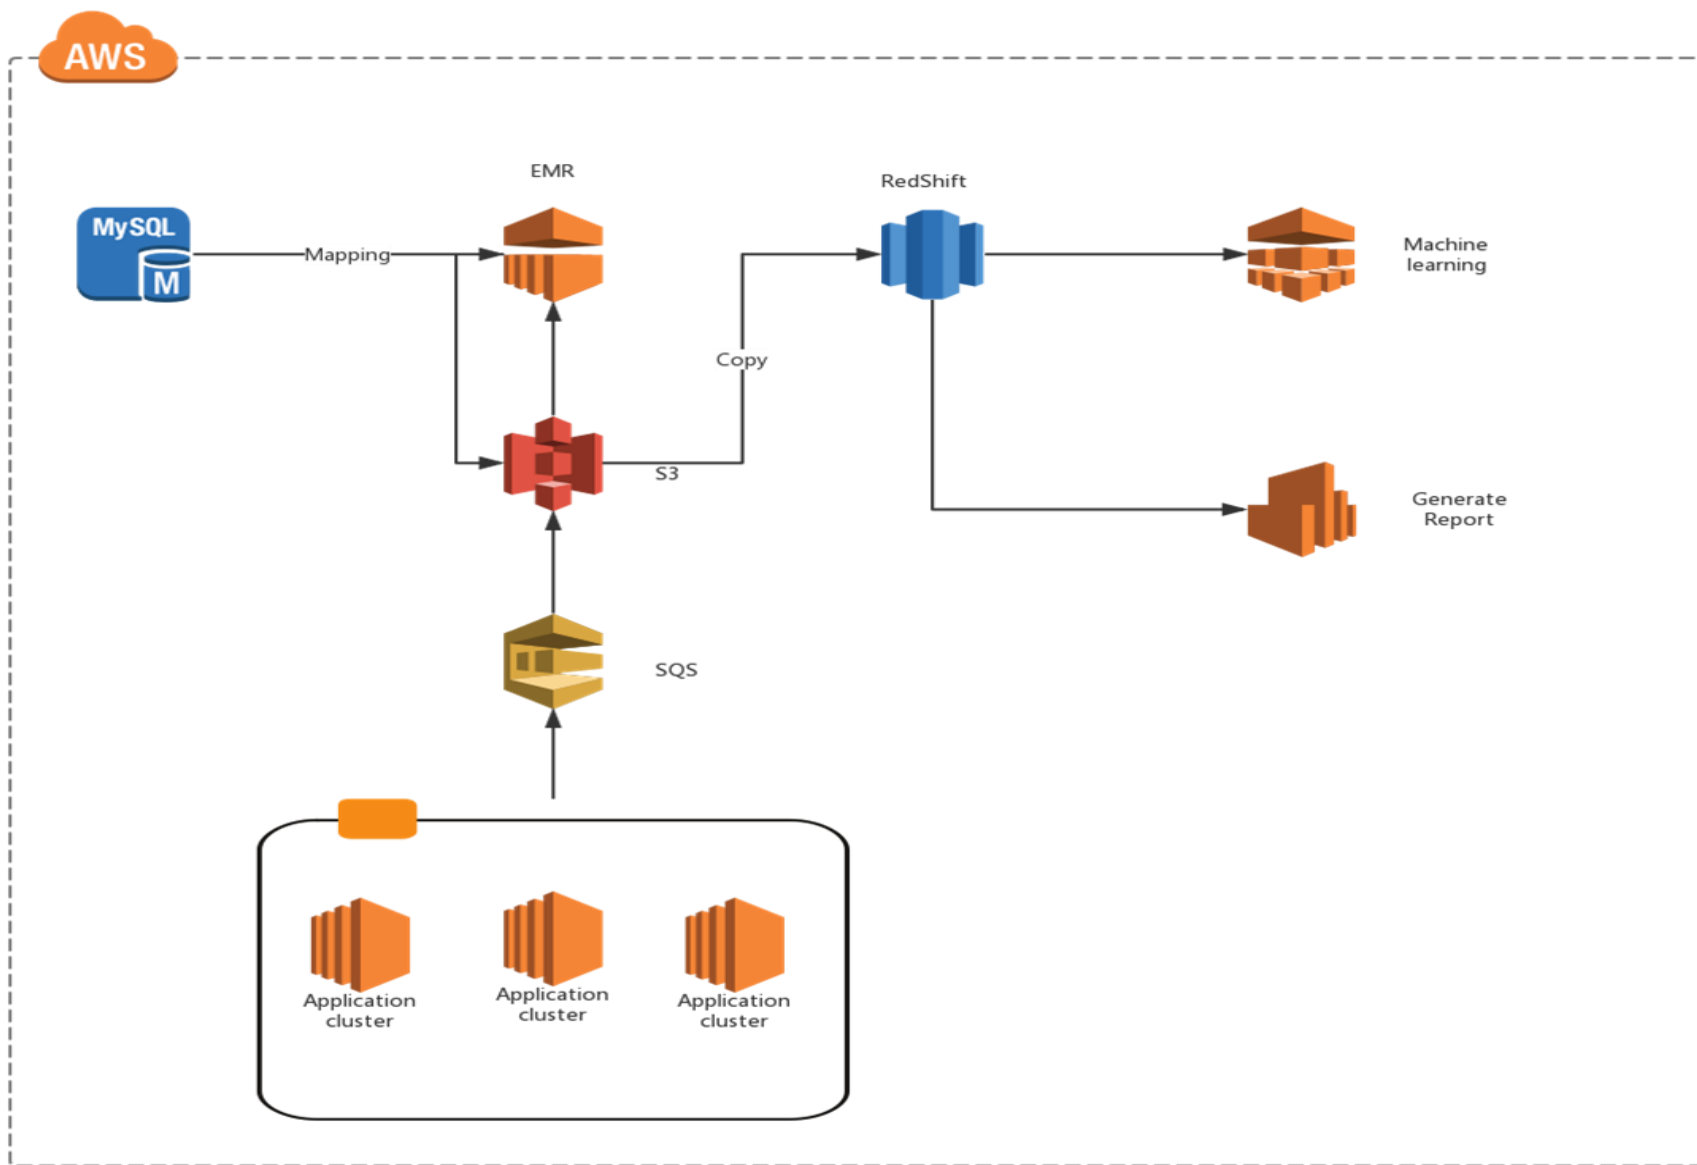 AWS
EMR
RedShift
MySQL
M
Mapping
Machine
learning
Copy
S3
Generate
Report
SQS
Application
cluster
Application
cluster
Application
cluster